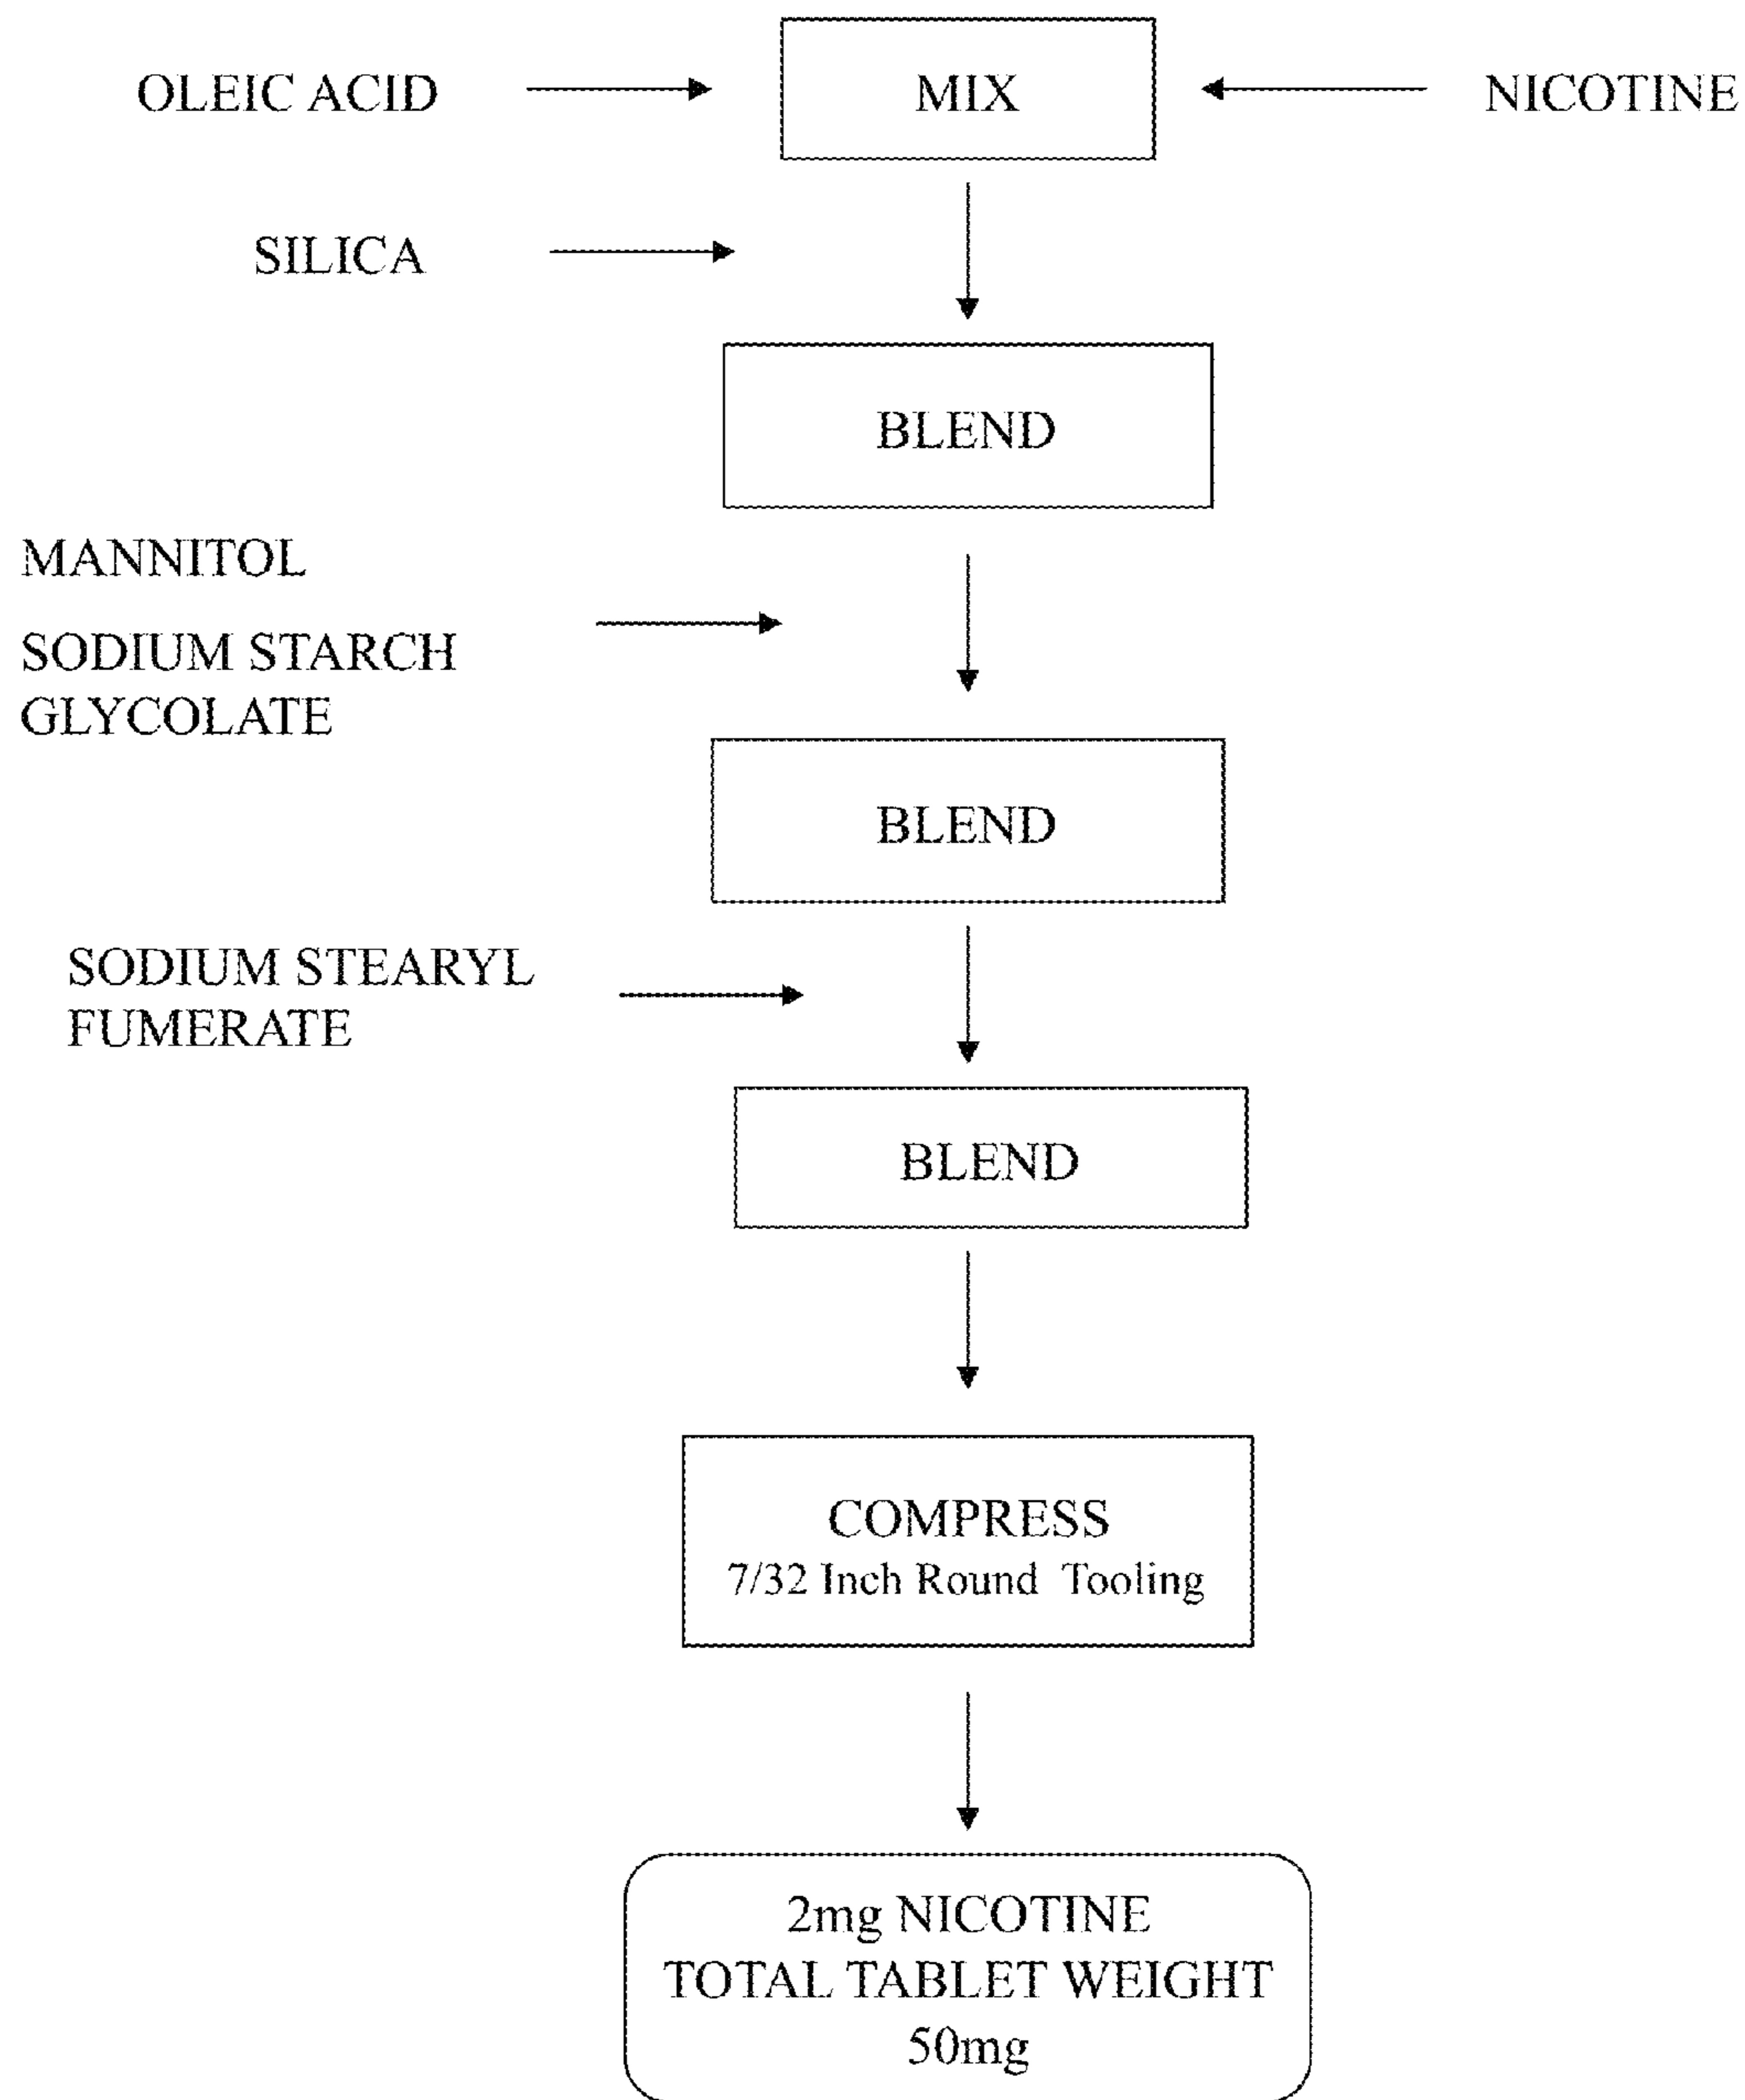 OLEIC ACID
MIX
NICOTINE
SILICA
BLEND
MANNITOL
SODIUM STARCH
GLYCOLATE
BLEND
SODIUM STEARYL
FUMERATE
BLEND
COMPRESS
7/32 Inch Round Tooling
2mg NICOTINE
TOTAL TABLET WEIGHT
50mg